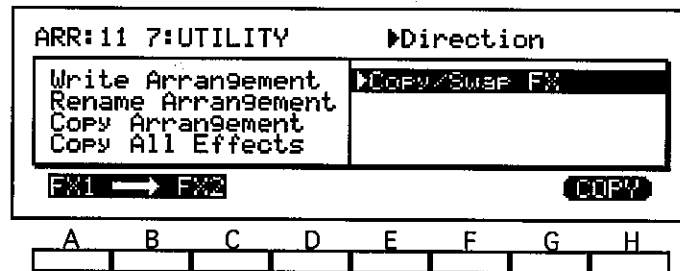 ARR:11 7:UTILITY ▶Direction
Write Arrangement
Rename Arrangement
Copy Arrangement
Copy All Effects
▶Copy/Swap FX
FX1 → FX2 COPY
A B C D E F G H